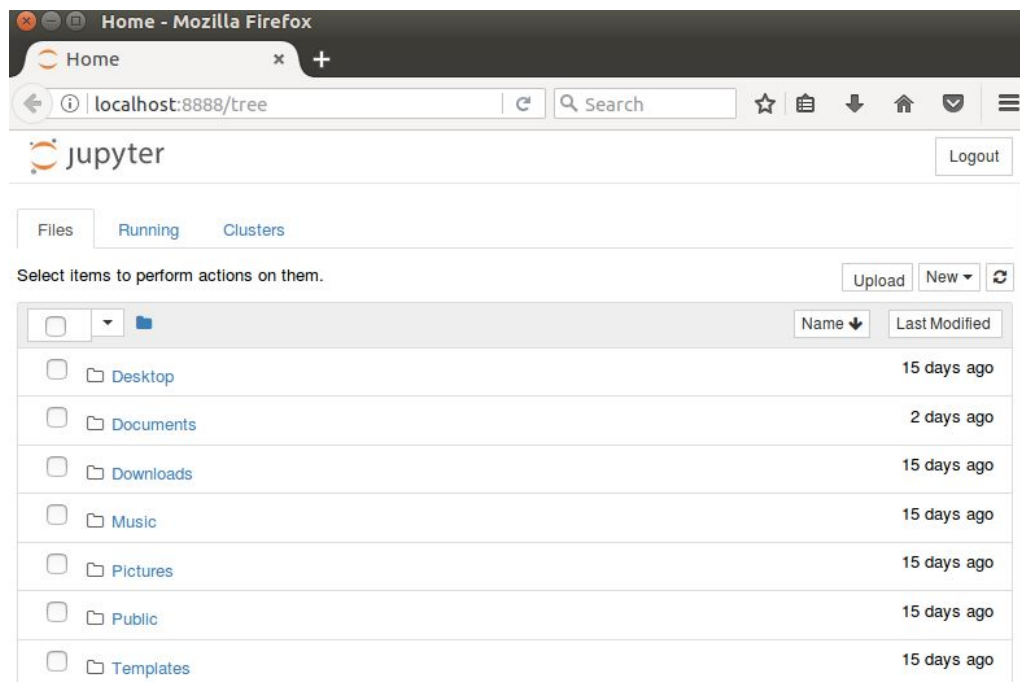 Home - Mozilla Firefox
Home
localhost:8888/tree Search
jupyter Logout
Files Running Clusters
Select items to perform actions on them. Upload New
Name Last Modified
Desktop 15 days ago
Documents 2 days ago
Downloads 15 days ago
Music 15 days ago
Pictures 15 days ago
Public 15 days ago
Templates 15 days ago